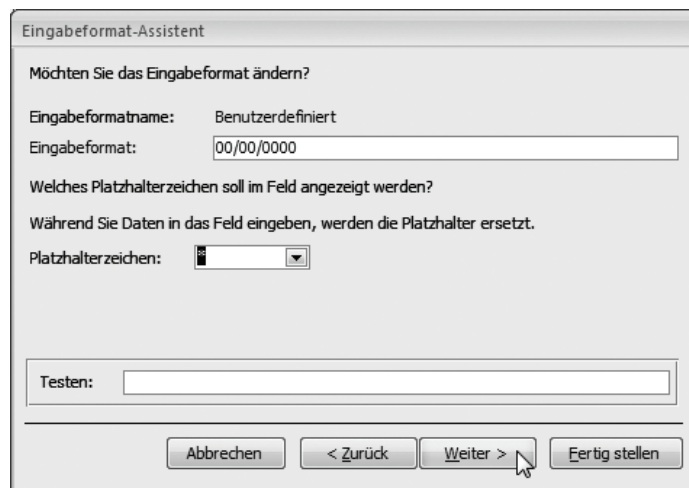 Eingabeformat-Assistent
Möchten Sie das Eingabeformat ändern?
Eingabeformatname: Benutzerdefiniert
Eingabeformat: 00/00/0000
Welches Platzhalterzeichen soll im Feld angezeigt werden?
Während Sie Daten in das Feld eingeben, werden die Platzhalter ersetzt.
Platzhalterzeichen: *
Testen:
Abbrechen < Zurück Weiter > Fertig stellen